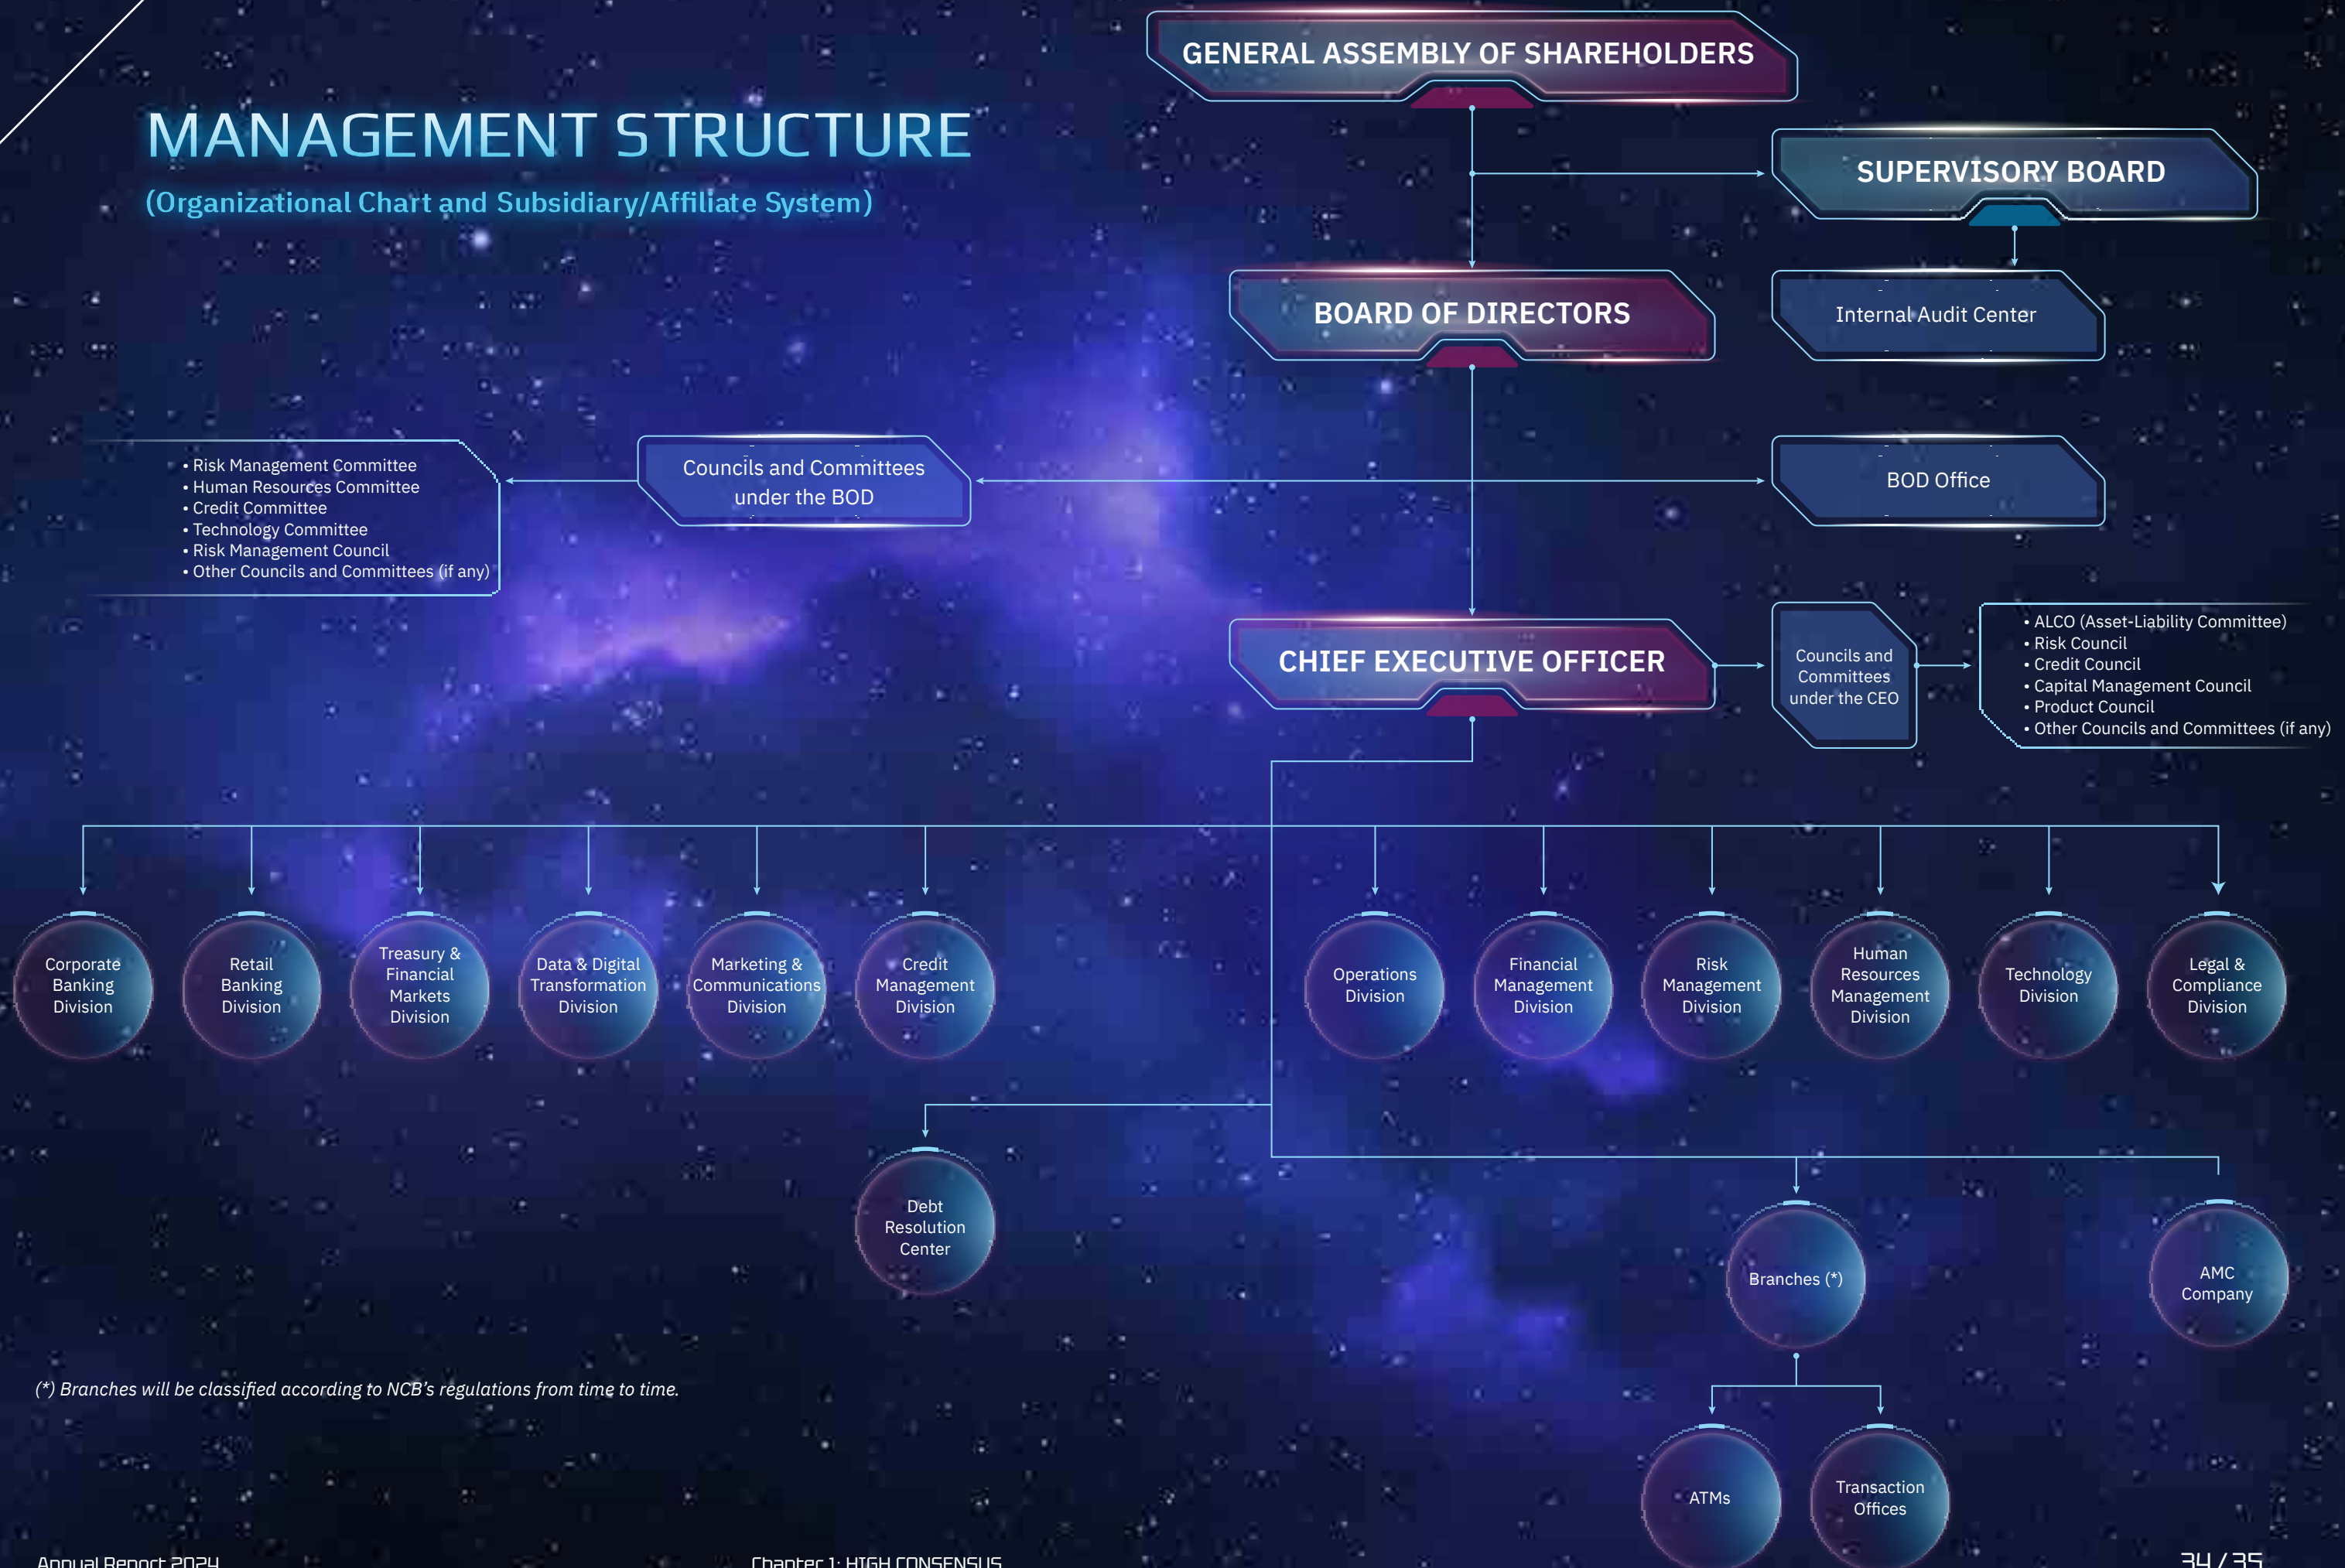 GENERAL ASSEMBLY OF SHAREHOLDERS
MANAGEMENT STRUCTURE
(Organizational Chart and Subsidiary/Affiliate System)
SUPERVISORY BOARD
BOARD OF DIRECTORS
Internal Audit Center
• Risk Management Committee
• Human Resources Committee
• Credit Committee
• Technology Committee
• Risk Management Council
• Other Councils and Committees (if any)
Councils and Committees
under the BOD
BOD Office
CHIEF EXECUTIVE OFFICER
Councils and
Committees
under the CEO
• ALCO (Asset-Liability Committee)
• Risk Council
• Credit Council
• Capital Management Council
• Product Council
• Other Councils and Committees (if any)
Corporate
Banking
Division
Retail
Banking
Division
Treasury &
Financial
Markets
Division
Data & Digital
Transformation
Division
Marketing &
Communications
Division
Credit
Management
Division
Operations
Division
Financial
Management
Division
Risk
Management
Division
Human
Resources
Management
Division
Technology
Division
Legal &
Compliance
Division
Debt
Resolution
Center
Branches (*)
AMC
Company
(*) Branches will be classified according to NCB's regulations from time to time.
ATMs
Transaction
Offices
Annual Report 2024
Chapter 1: HIGH CONSENSUS
34 / 35